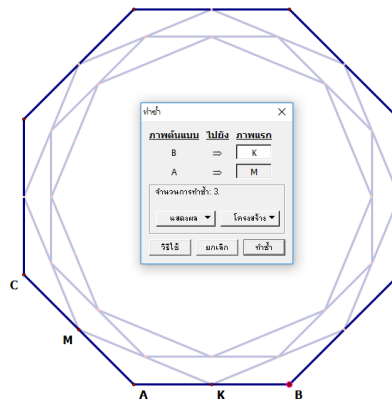 ทำซ้ำ
ภาพต้นแบบ ไปยัง ภาพแรก
B ⇒ K
A ⇒ M
จำนวนการทำซ้ำ: 3.
แสดงผล โครงสร้าง
วิธีใช้ ยกเลิก ทำซ้ำ
C
M
A K B